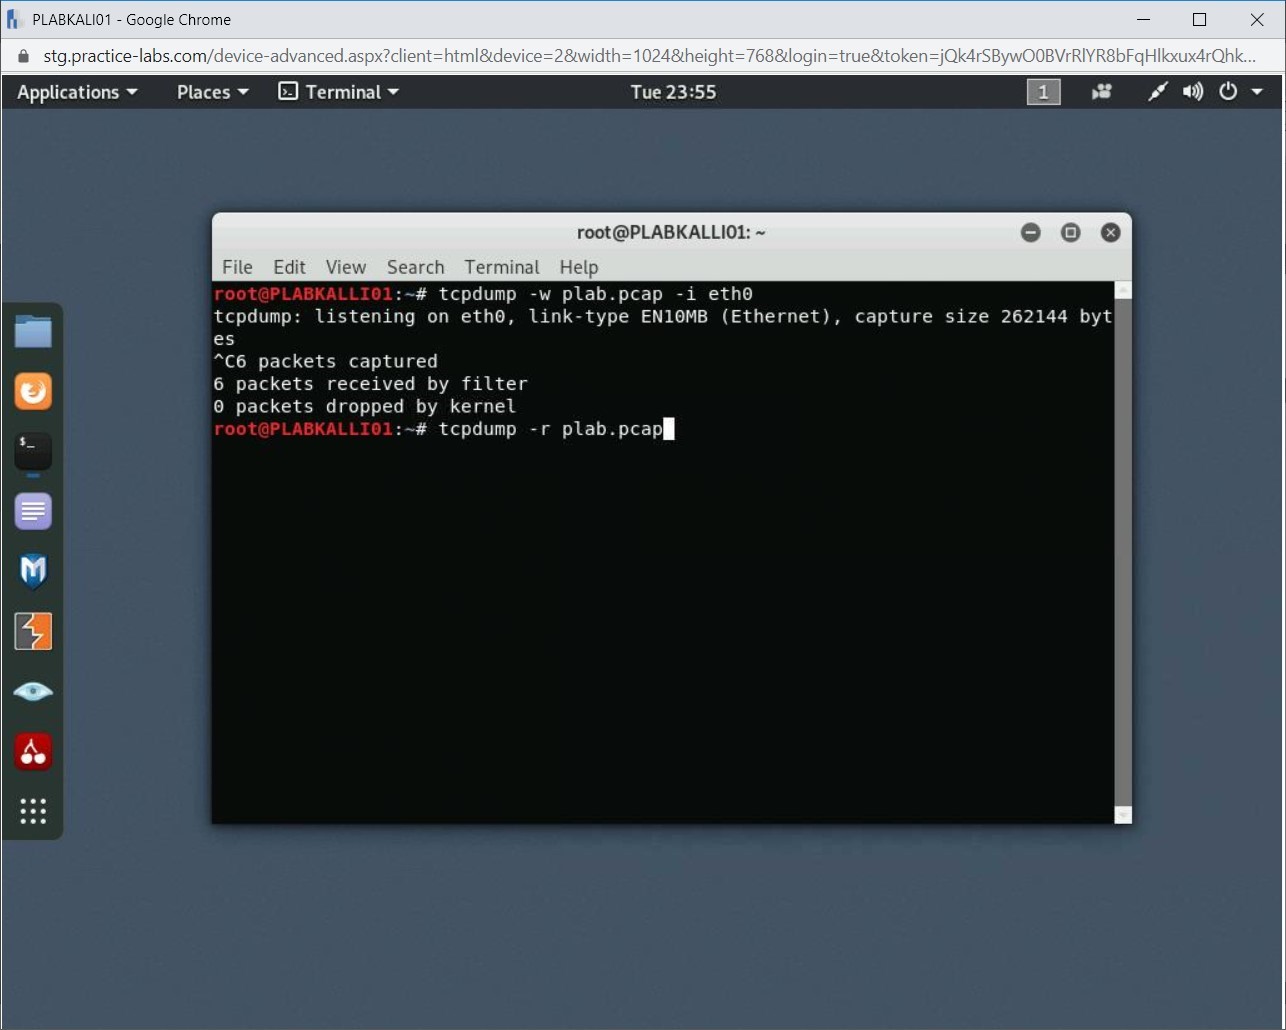 PLABKALI01 - Google Chrome
stg.practice-labs.com/device-advanced.aspx?client=html&device=2&width=1024&height=768&login=true&token=jQk4rSBywO0BVrRlYR8bFqHlkxux4rQhk...
Applications Places Terminal Tue 23:55 1
root@PLABKALLI01: ~
File Edit View Search Terminal Help
root@PLABKALLI01:~# tcpdump -w plab.pcap -i eth0
tcpdump: listening on eth0, link-type EN10MB (Ethernet), capture size 262144 byt
es
^C6 packets captured
6 packets received by filter
0 packets dropped by kernel
root@PLABKALLI01:~# tcpdump -r plab.pcap
$_